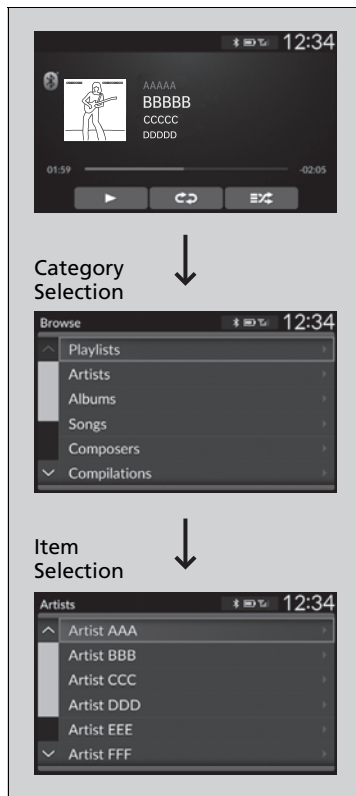 12:34
AAAAA
BBBBB
CCCCC
DDDDD
01:59 -02:05
Category
Selection
Browse 12:34
Playlists
Artists
Albums
Songs
Composers
Compilations
Item
Selection
Artists 12:34
Artist AAA
Artist BBB
Artist CCC
Artist DDD
Artist EEE
Artist FFF